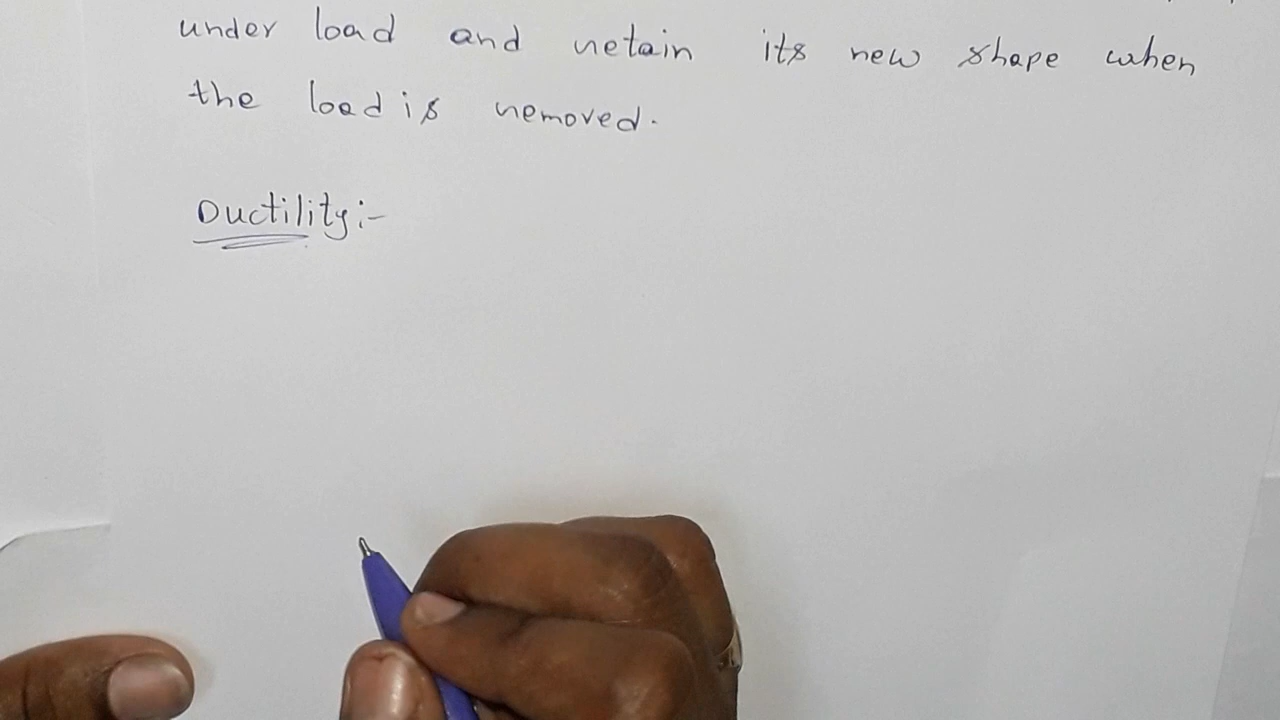 under load and retain its new shape when
the load is removed.
Ductility:-